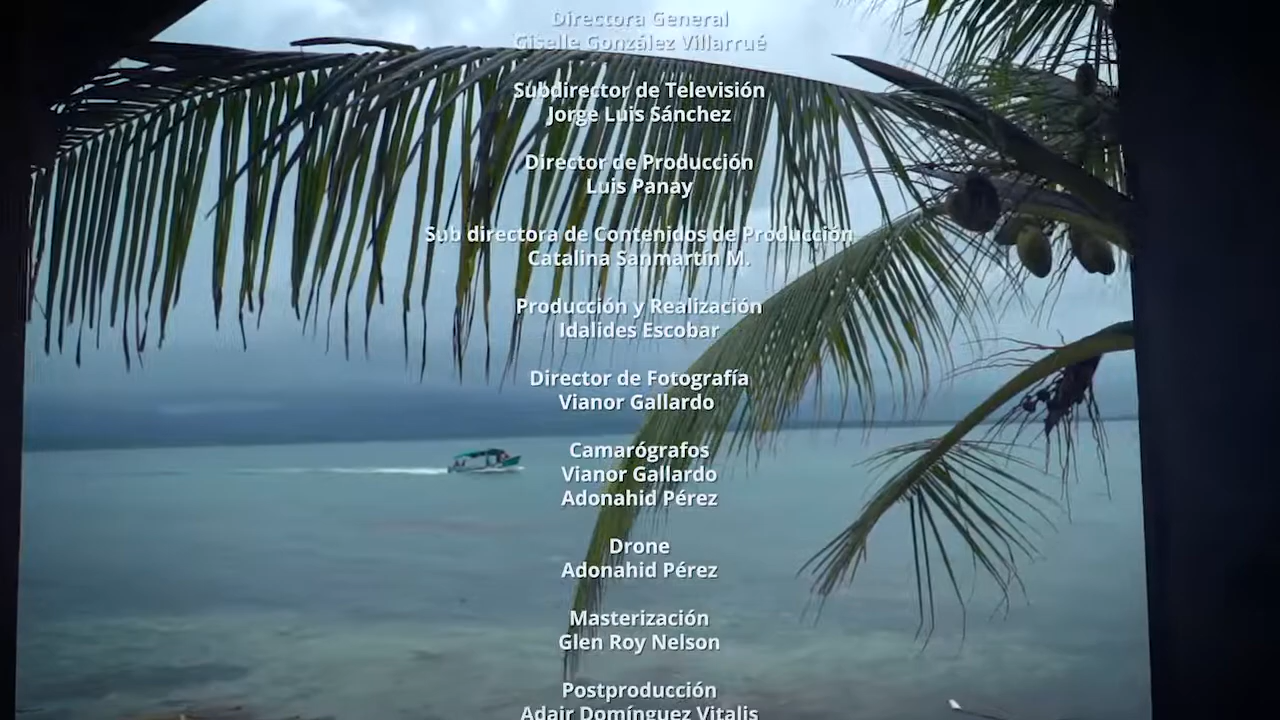 Directora General
Giselle González Villarrué
Subdirector de Televisión
Jorge Luis Sánchez
Director de Producción
Luis Panay
Sub directora de Contenidos de Producción
Catalina Sanmartín M.
Producción y Realización
Idalides Escobar
Director de Fotografía
Vianor Gallardo
Camarógrafos
Vianor Gallardo
Adonahid Pérez
Drone
Adonahid Pérez
Masterización
Glen Roy Nelson
Postproducción
Adair Domínguez Vitalis